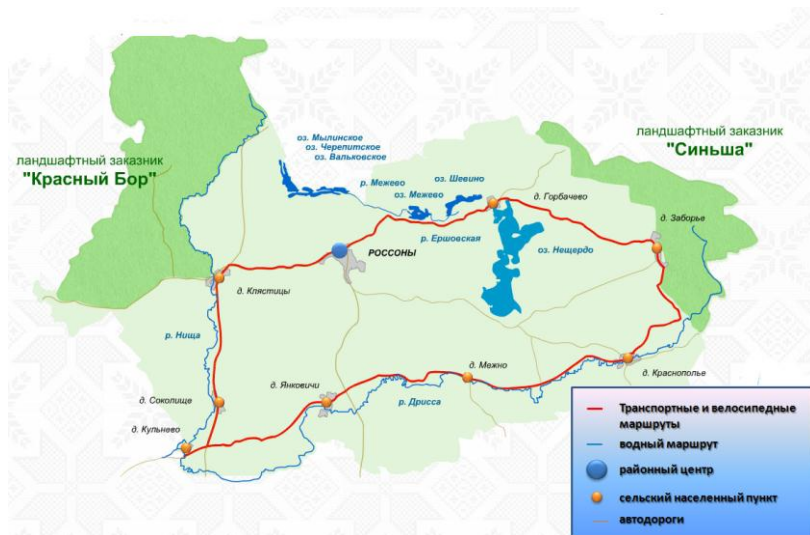 ландшафтный заказник
"Красный Бор"
оз. Мылинское
оз. Черепитское
оз. Вальковское
р. Межево
оз. Межево
оз. Шевино
ландшафтный заказник
"Синьша"
д. Горбачево
д. Заборье
р. Ершовская
оз. Нещердо
РОССОНЫ
д. Клястицы
р. Нища
д. Межно
д. Краснополье
д. Янковичи
д. Соколище
р. Дрисса
д. Кульнево
Транспортные и велосипедные
маршруты
водный маршрут
районный центр
сельский населенный пункт
автодороги